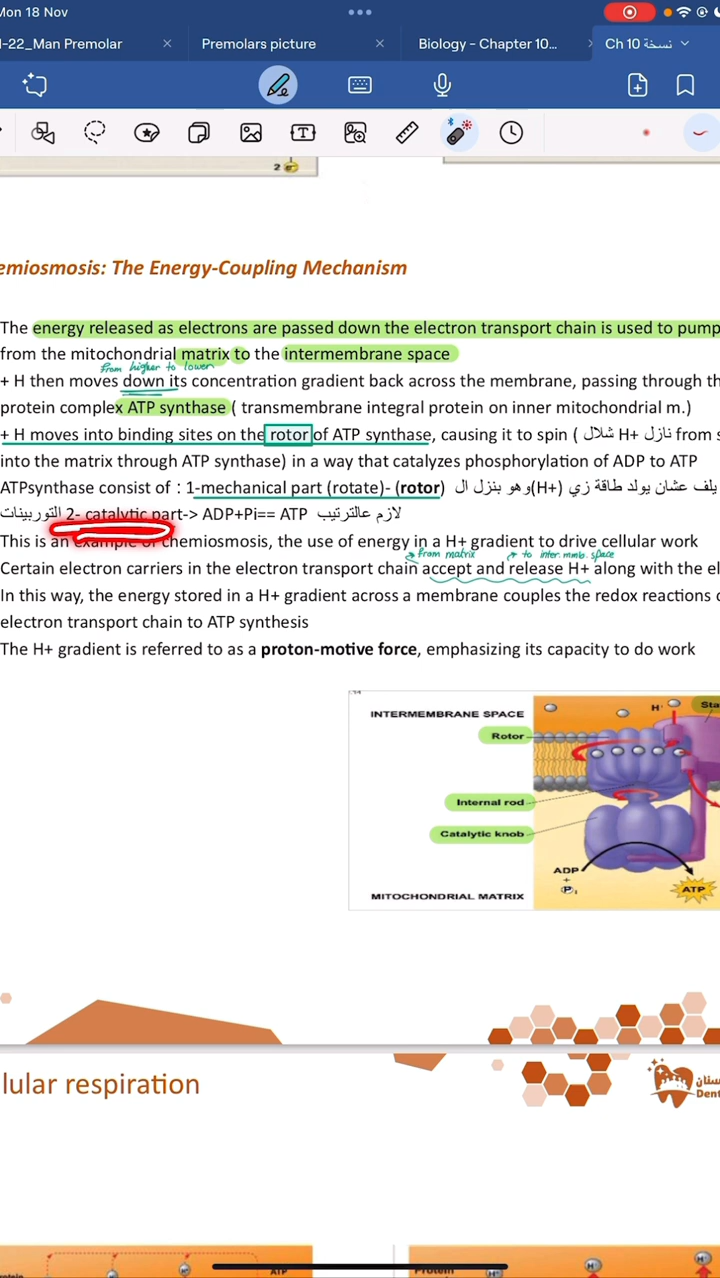 Mon 18 Nov
-22_Man Premolar
Premolars picture
Biology - Chapter 10...
نسخة Ch 10
2
emiosmosis: The Energy-Coupling Mechanism
The energy released as electrons are passed down the electron transport chain is used to pump
from the mitochondrial matrix to the intermembrane space
from higher to lower
+ H then moves down its concentration gradient back across the membrane, passing through th
protein complex ATP synthase ( transmembrane integral protein on inner mitochondrial m.)
+ H moves into binding sites on the rotor of ATP synthase, causing it to spin ( شلال H+ نازل from s
into the matrix through ATP synthase) in a way that catalyzes phosphorylation of ADP to ATP
ATPsynthase consist of : 1-mechanical part (rotate)- (rotor) يلف عشان يولد طاقة زي (H+)وهو بنزل ال
التوربينات 2- catalytic part-> ADP+Pi== ATP لازم عالترتيب
This is an example of chemiosmosis, the use of energy in a H+ gradient to drive cellular work
from matrix to inter. mmb. space
Certain electron carriers in the electron transport chain accept and release H+ along with the el
In this way, the energy stored in a H+ gradient across a membrane couples the redox reactions
electron transport chain to ATP synthesis
The H+ gradient is referred to as a proton-motive force, emphasizing its capacity to do work
INTERMEMBRANE SPACE
H+
Sta
Rotor
Internal rod
Catalytic knob
ADP
+
P i
ATP
MITOCHONDRIAL MATRIX
lular respiration
Dent
ATP
Protein
H+
H+